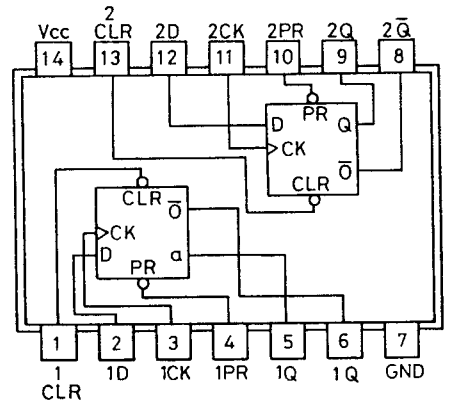 2
Vcc CLR 2D 2CK 2PR 2Q 2Q̅
14 13 12 11 10 9 8
PR
D Q
CK
O̅
CLR
CLR
O̅
CK
D a
PR
1 2 3 4 5 6 7
1 1D 1CK 1PR 1Q 1Q GND
CLR